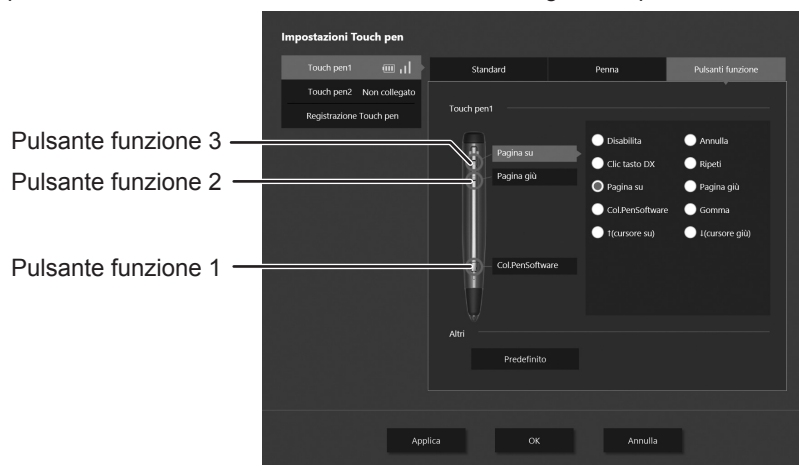 Impostazioni Touch pen
Touch pen1
Touch pen2 Non collegato
Registrazione Touch pen
Standard Penna Pulsanti funzione
Touch pen1
Pulsante funzione 3
Pulsante funzione 2
Pulsante funzione 1
Pagina su
Pagina giù
Col.PenSoftware
Disabilita Annulla
Clic tasto DX Ripeti
Pagina su Pagina giù
Col.PenSoftware Gomma
↑(cursore su) ↓(cursore giù)
Altri
Predefinito
Applica OK Annulla